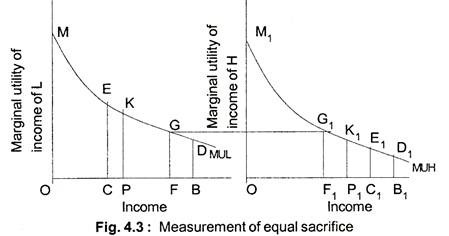 Marginal utility of
income of L
M
E
K
G
D MUL
O C P F B
Income
Marginal utility of
income of H
M1
G1
K1
E1
D1
MUH
O F1 P1 C1 B1
Income
Fig. 4.3 : Measurement of equal sacrifice